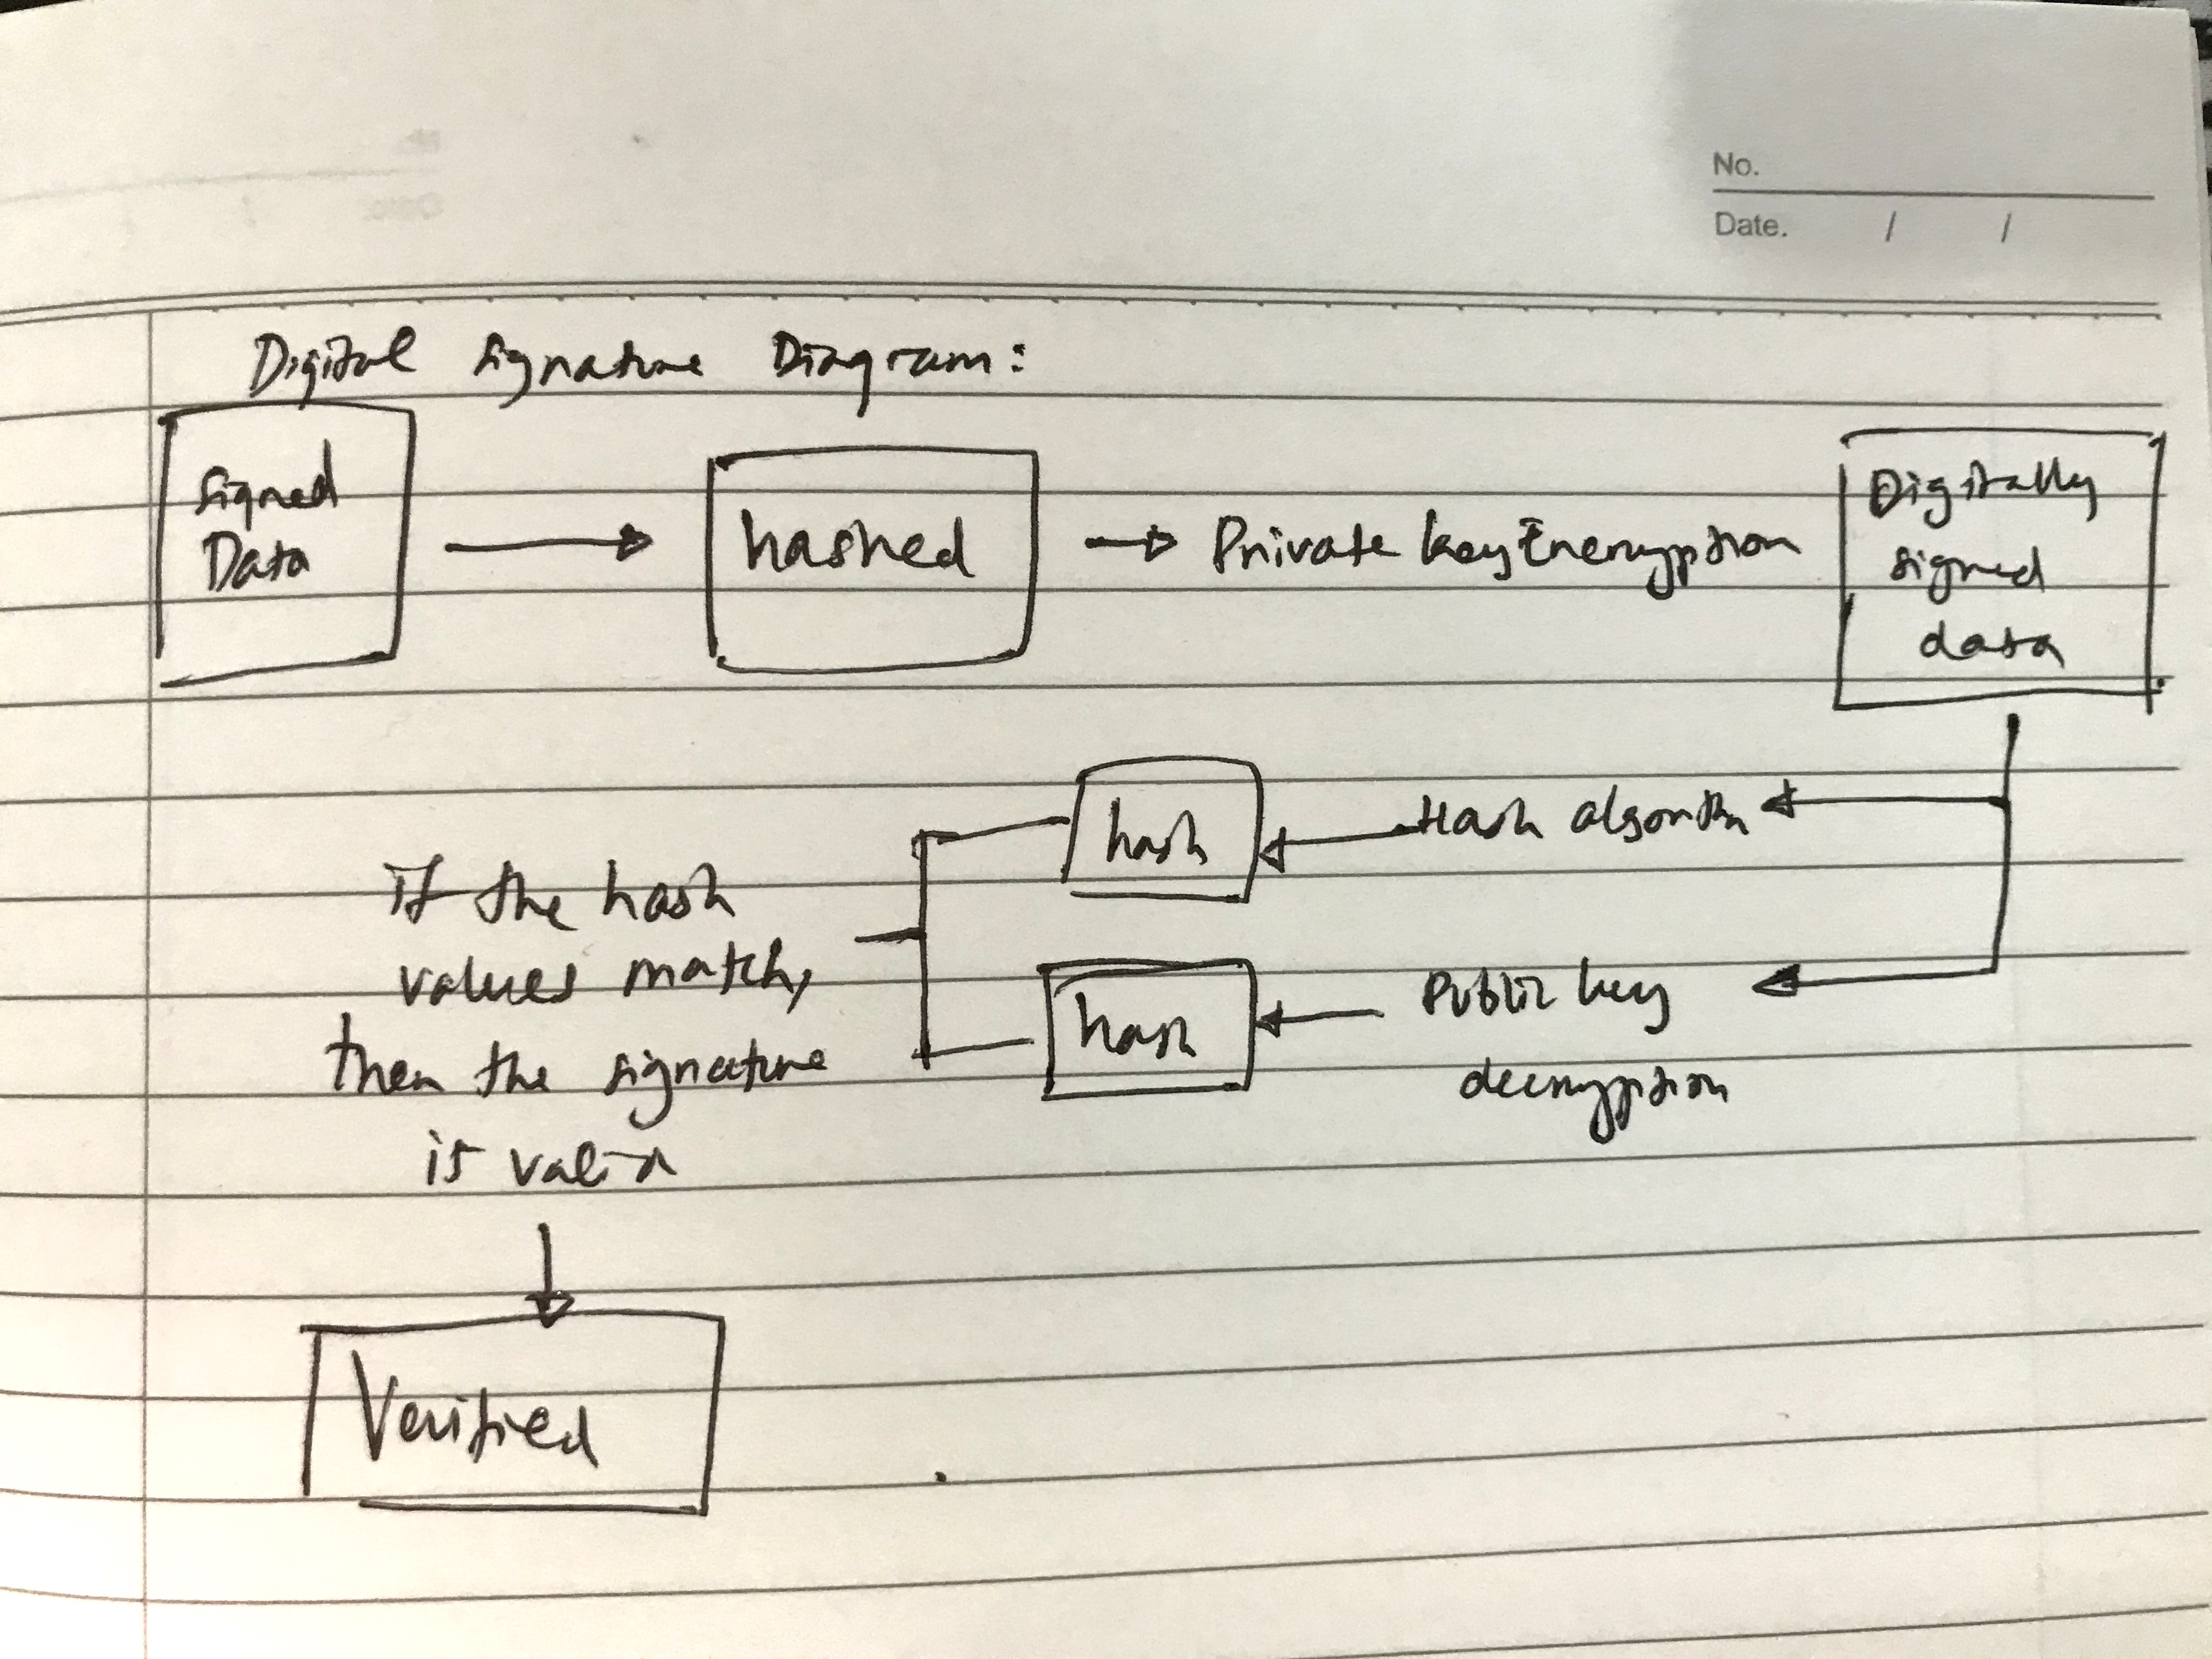 No.
Date. / /
Digital signature Diagram:
signed
Data
hashed
Private key Encryption
Digitally
signed
data
hash
Hash algorithm
If the hash
values match,
then the signature
is valid
hash
Public key
decryption
Verified